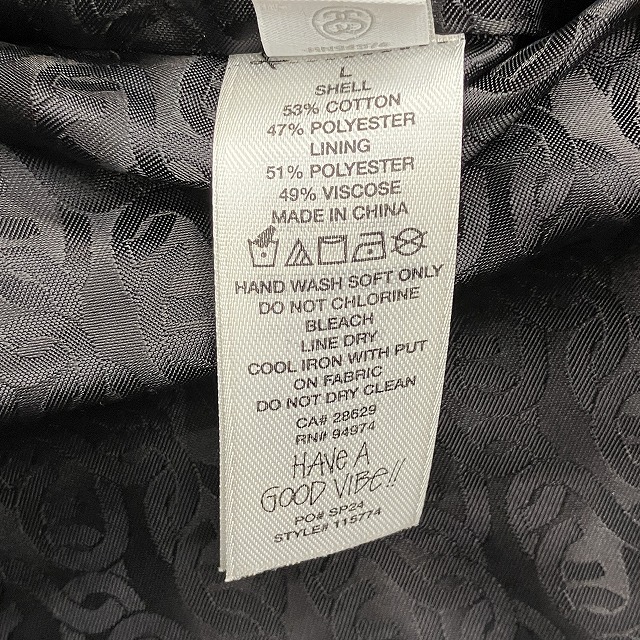 L
SHELL
53% COTTON
47% POLYESTER
LINING
51% POLYESTER
49% VISCOSE
MADE IN CHINA
HAND WASH SOFT ONLY
DO NOT CHLORINE
BLEACH
LINE DRY
COOL IRON WITH PUT
ON FABRIC
DO NOT DRY CLEAN
CA# 28629
RN# 94974
HAVE A
GOOD VIBE!!
PO# SP24
STYLE# 115774